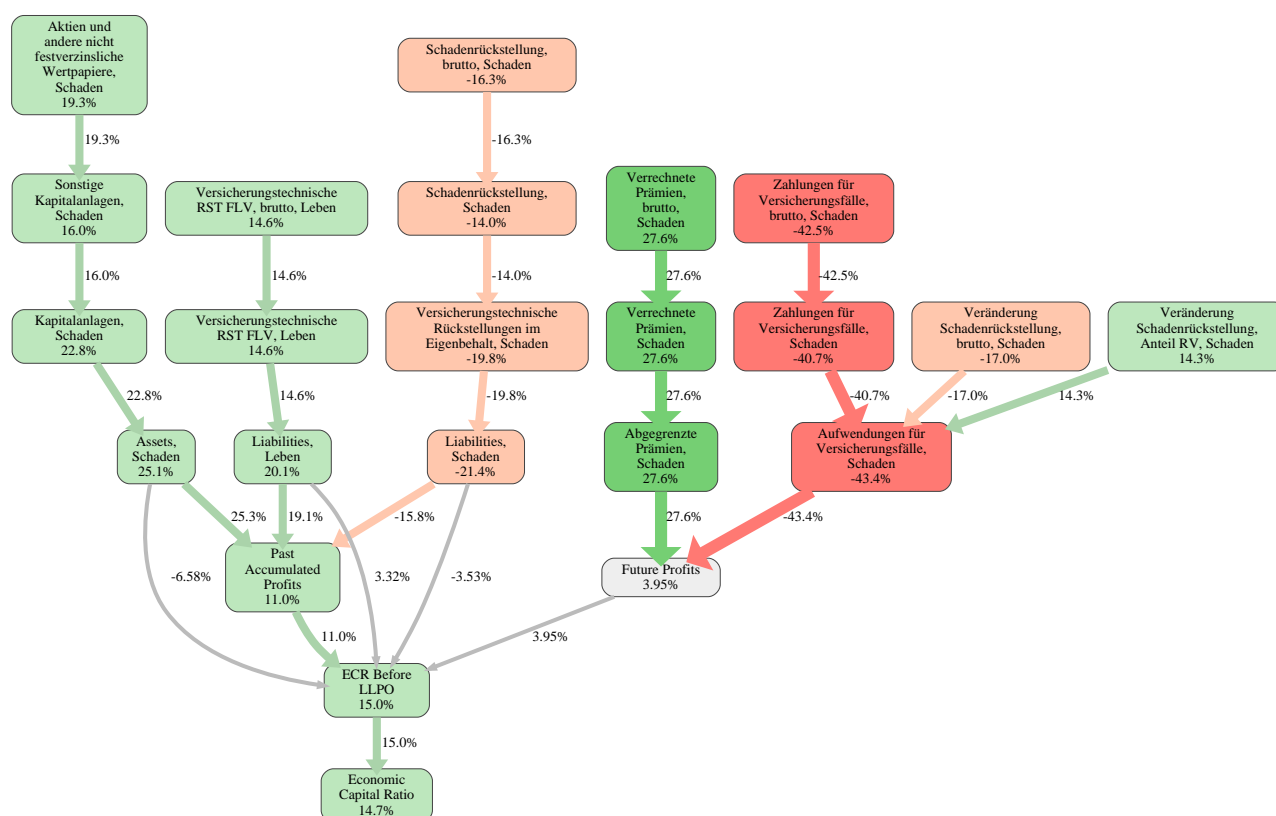 Aktien und
andere nicht
festverzinsliche
Wertpapiere,
Schaden
19.3%
Schadenrückstellung,
brutto, Schaden
-16.3%
19.3%
-16.3%
Sonstige
Kapitalanlagen,
Schaden
16.0%
Versicherungstechnische
RST FLV, brutto, Leben
14.6%
Schadenrückstellung,
Schaden
-14.0%
Verrechnete
Prämien,
brutto,
Schaden
27.6%
Zahlungen für
Versicherungsfälle,
brutto, Schaden
-42.5%
16.0%
14.6%
-14.0%
27.6%
-42.5%
Kapitalanlagen,
Schaden
22.8%
Versicherungstechnische
RST FLV, Leben
14.6%
Versicherungstechnische
Rückstellungen im
Eigenbehalt, Schaden
-19.8%
Verrechnete
Prämien,
Schaden
27.6%
Zahlungen für
Versicherungsfälle,
Schaden
-40.7%
Veränderung
Schadenrückstellung,
brutto, Schaden
-17.0%
Veränderung
Schadenrückstellung,
Anteil RV, Schaden
14.3%
22.8%
14.6%
-19.8%
27.6%
-40.7%
-17.0%
14.3%
Assets,
Schaden
25.1%
Liabilities,
Leben
20.1%
Liabilities,
Schaden
-21.4%
Abgegrenzte
Prämien,
Schaden
27.6%
Aufwendungen für
Versicherungsfälle,
Schaden
-43.4%
25.3%
19.1%
-15.8%
27.6%
-43.4%
-6.58%
Past
Accumulated
Profits
11.0%
3.32%
-3.53%
Future Profits
3.95%
11.0%
3.95%
ECR Before
LLPO
15.0%
15.0%
Economic
Capital Ratio
14.7%